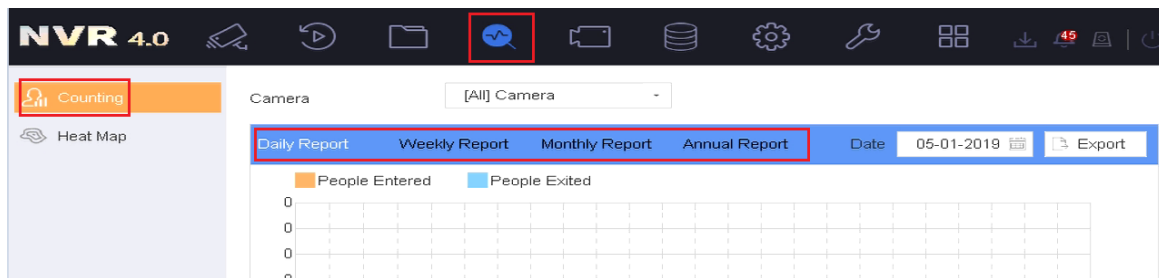 NVR 4.0
45
Counting
Heat Map
Camera
[All] Camera
Daily Report Weekly Report Monthly Report Annual Report Date 05-01-2019 Export
People Entered People Exited
0
0
0